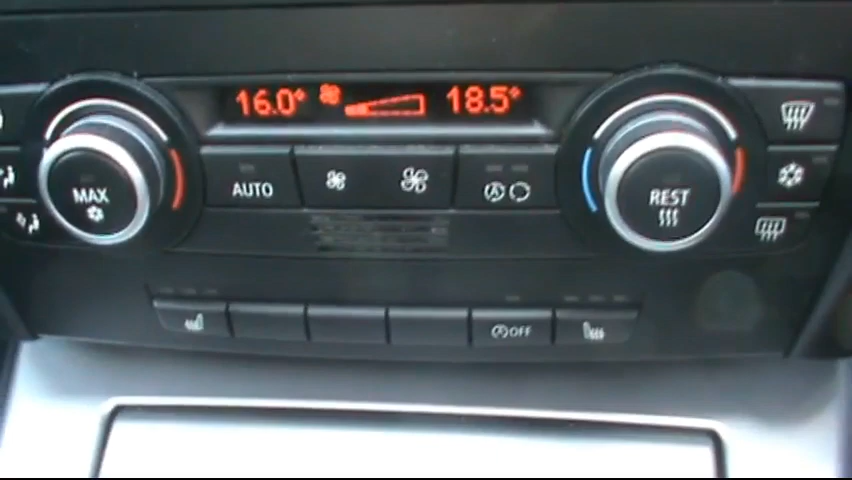 16.0° 18.5°
AUTO
MAX
REST
A
A OFF